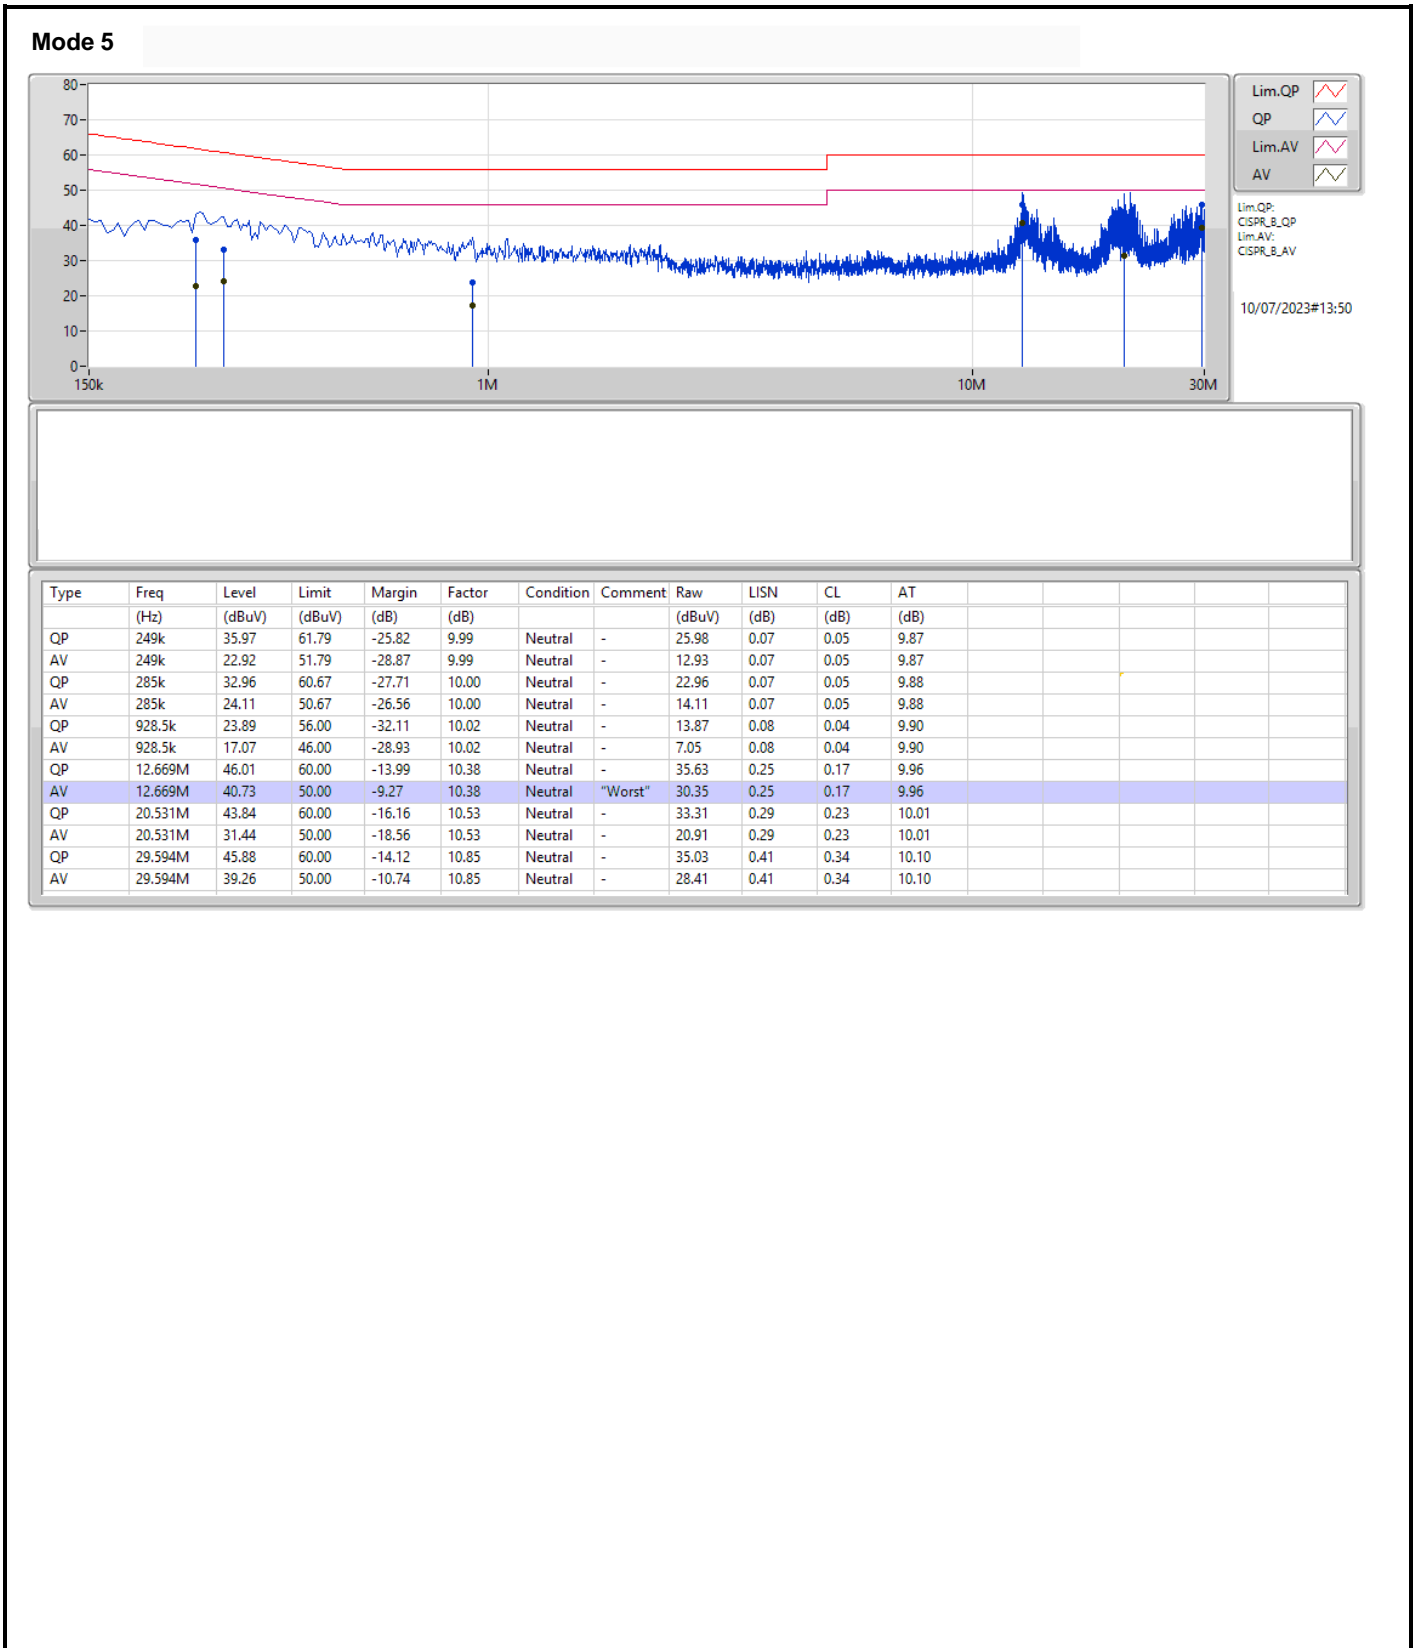 Mode 5
80
70
60
50
40
30
20
10
0
150k 1M 10M 30M
Lim.QP
QP
Lim.AV
AV
Lim.QP:
CISPR_B_QP
Lim.AV:
CISPR_B_AV
10/07/2023#13:50
Type Freq Level Limit Margin Factor Condition Comment Raw LISN CL AT
(Hz) (dBuV) (dBuV) (dB) (dB) (dBuV) (dB) (dB) (dB)
QP 249k 35.97 61.79 -25.82 9.99 Neutral - 25.98 0.07 0.05 9.87
AV 249k 22.92 51.79 -28.87 9.99 Neutral - 12.93 0.07 0.05 9.87
QP 285k 32.96 60.67 -27.71 10.00 Neutral - 22.96 0.07 0.05 9.88
AV 285k 24.11 50.67 -26.56 10.00 Neutral - 14.11 0.07 0.05 9.88
QP 928.5k 23.89 56.00 -32.11 10.02 Neutral - 13.87 0.08 0.04 9.90
AV 928.5k 17.07 46.00 -28.93 10.02 Neutral - 7.05 0.08 0.04 9.90
QP 12.669M 46.01 60.00 -13.99 10.38 Neutral - 35.63 0.25 0.17 9.96
AV 12.669M 40.73 50.00 -9.27 10.38 Neutral "Worst" 30.35 0.25 0.17 9.96
QP 20.531M 43.84 60.00 -16.16 10.53 Neutral - 33.31 0.29 0.23 10.01
AV 20.531M 31.44 50.00 -18.56 10.53 Neutral - 20.91 0.29 0.23 10.01
QP 29.594M 45.88 60.00 -14.12 10.85 Neutral - 35.03 0.41 0.34 10.10
AV 29.594M 39.26 50.00 -10.74 10.85 Neutral - 28.41 0.41 0.34 10.10